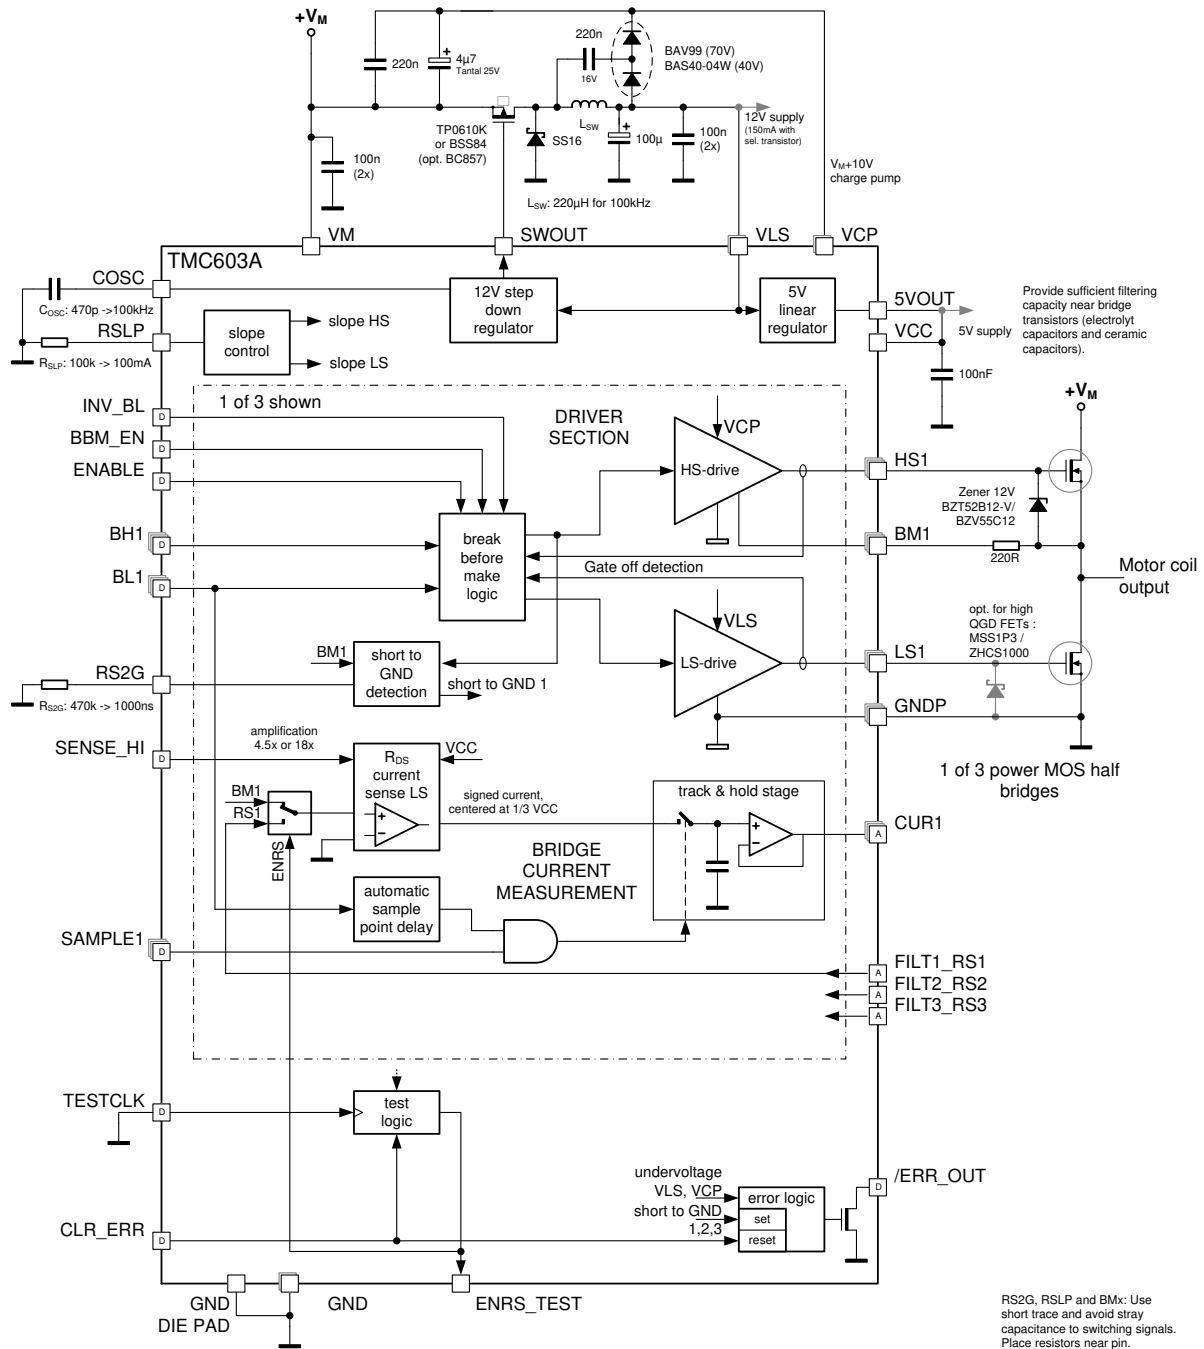 +VM
220n
4µ7
Tantal 25V
220n
16V
BAV99 (70V)
BAS40-04W (40V)
TP0610K
or BSS84
(opt. BC857)
SS16
LSW
100µ
100n
(2x)
12V supply
(150mA with
sel. transistor)
100n
(2x)
VM+10V
charge pump
LSW: 220µH for 100kHz
VM
SWOUT
VLS
VCP
TMC603A
COSC
COSC: 470p ->100kHz
12V step
down
regulator
5V
linear
regulator
5VOUT
5V supply
VCC
100nF
Provide sufficient filtering
capacity near bridge
transistors (electrolyt
capacitors and ceramic
capacitors).
RSLP
RSLP: 100k -> 100mA
slope
control
slope HS
slope LS
1 of 3 shown
INV_BL
D
BBM_EN
D
ENABLE
D
BH1
D
BL1
D
DRIVER
SECTION
VCP
HS-drive
break
before
make
logic
Gate off detection
VLS
LS-drive
HS1
+VM
Zener 12V
BZT52B12-V/
BZV55C12
BM1
220R
Motor coil
output
opt. for high
QGD FETs :
MSS1P3 /
ZHCS1000
LS1
GNDP
1 of 3 power MOS half
bridges
RS2G
RS2G: 470k -> 1000ns
BM1
short to
GND
detection
short to GND 1
SENSE_HI
D
amplification
4.5x or 18x
RDS
current
sense LS
+
−
VCC
signed current,
centered at 1/3 VCC
BM1
RS1
ENRS
track & hold stage
+
−
CUR1
A
BRIDGE
CURRENT
MEASUREMENT
automatic
sample
point delay
SAMPLE1
D
FILT1_RS1
A
FILT2_RS2
A
FILT3_RS3
A
TESTCLK
D
test
logic
CLR_ERR
D
undervoltage
VLS, VCP
short to GND
1,2,3
error logic
set
reset
/ERR_OUT
D
GND
DIE PAD
GND
ENRS_TEST
RS2G, RSLP and BMx: Use
short trace and avoid stray
capacitance to switching signals.
Place resistors near pin.